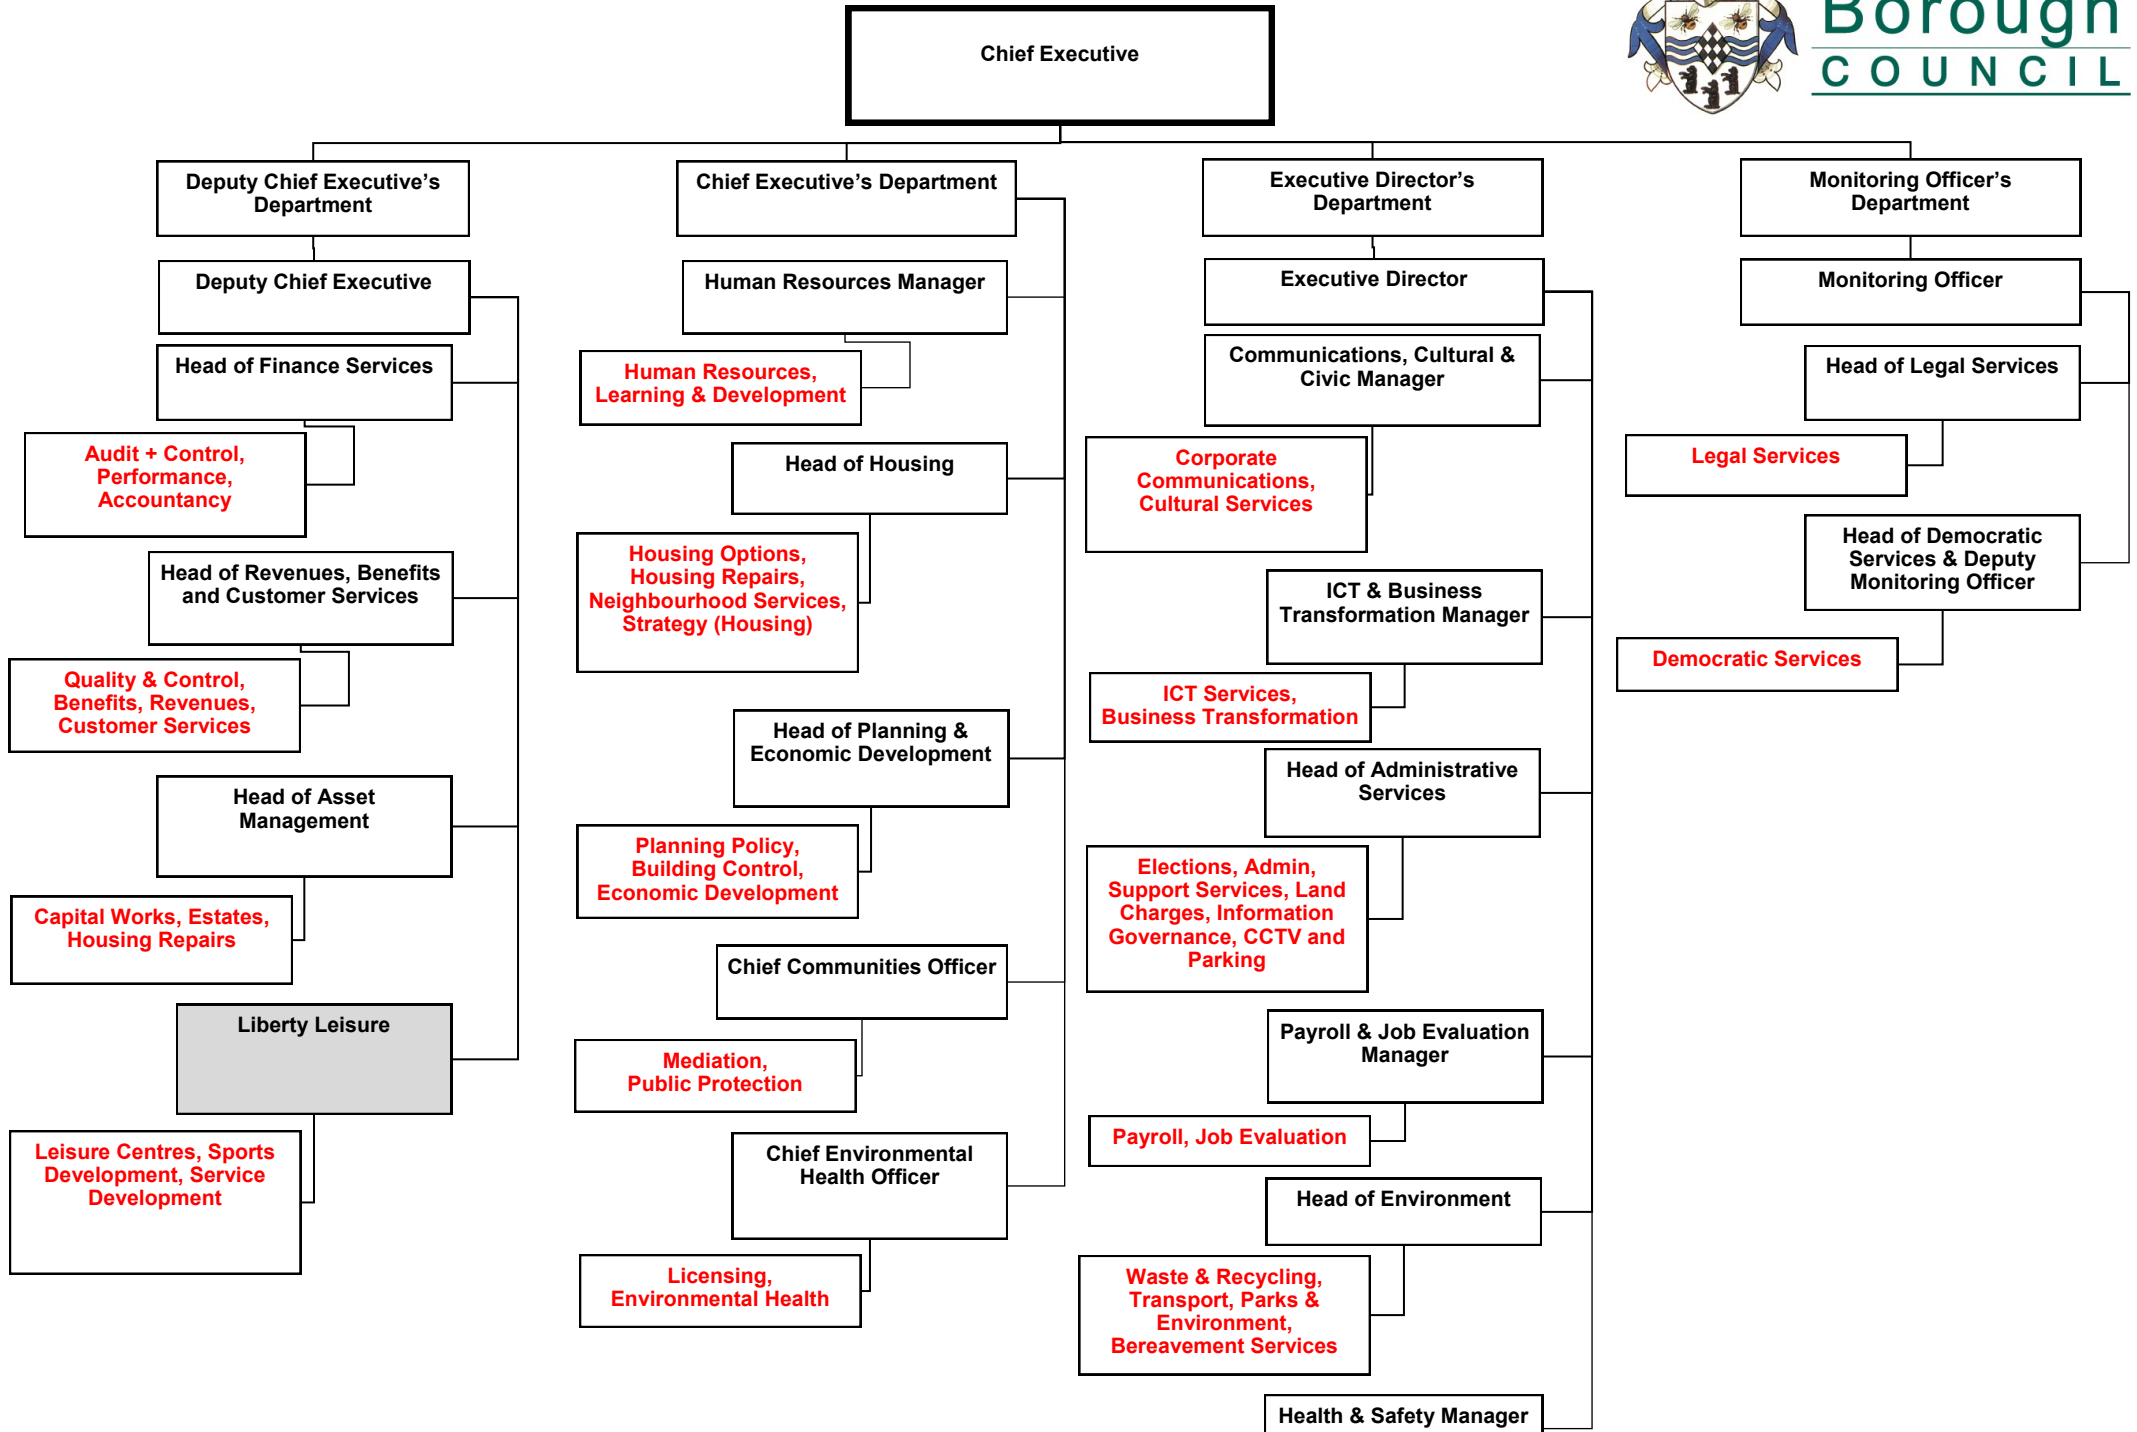 Borough
COUNCIL
Chief Executive
Deputy Chief Executive’s
Department
Deputy Chief Executive
Head of Finance Services
Audit + Control,
Performance,
Accountancy
Head of Revenues, Benefits
and Customer Services
Quality & Control,
Benefits, Revenues,
Customer Services
Head of Asset
Management
Capital Works, Estates,
Housing Repairs
Liberty Leisure
Leisure Centres, Sports
Development, Service
Development
Chief Executive’s Department
Human Resources Manager
Human Resources,
Learning & Development
Head of Housing
Housing Options,
Housing Repairs,
Neighbourhood Services,
Strategy (Housing)
Head of Planning &
Economic Development
Planning Policy,
Building Control,
Economic Development
Chief Communities Officer
Mediation,
Public Protection
Chief Environmental
Health Officer
Licensing,
Environmental Health
Executive Director’s
Department
Executive Director
Communications, Cultural &
Civic Manager
Corporate
Communications,
Cultural Services
ICT & Business
Transformation Manager
ICT Services,
Business Transformation
Head of Administrative
Services
Elections, Admin,
Support Services, Land
Charges, Information
Governance, CCTV and
Parking
Payroll & Job Evaluation
Manager
Payroll, Job Evaluation
Head of Environment
Waste & Recycling,
Transport, Parks &
Environment,
Bereavement Services
Health & Safety Manager
Monitoring Officer’s
Department
Monitoring Officer
Head of Legal Services
Legal Services
Head of Democratic
Services & Deputy
Monitoring Officer
Democratic Services